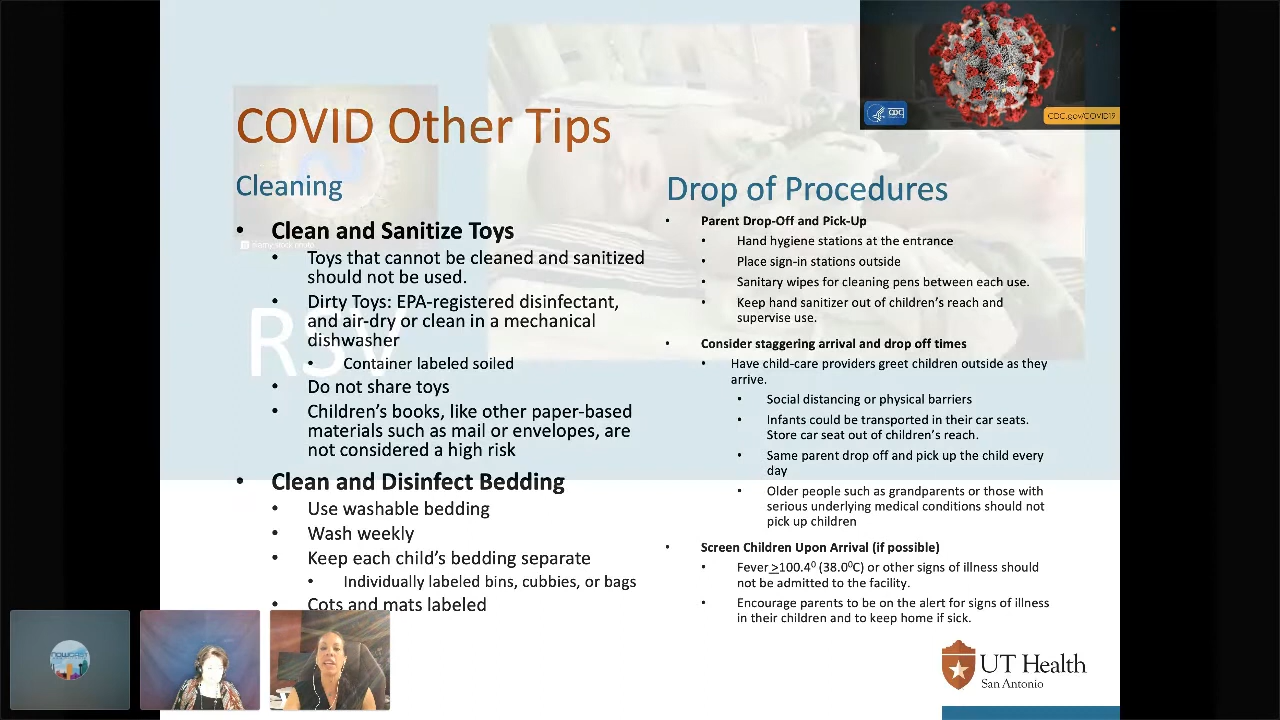 CDC
CDC.gov/COVID19
COVID Other Tips
Cleaning
• Clean and Sanitize Toys
• Toys that cannot be cleaned and sanitized
should not be used.
• Dirty Toys: EPA-registered disinfectant,
and air-dry or clean in a mechanical
dishwasher
• Container labeled soiled
• Do not share toys
• Children's books, like other paper-based
materials such as mail or envelopes, are
not considered a high risk
• Clean and Disinfect Bedding
• Use washable bedding
• Wash weekly
• Keep each child's bedding separate
• Individually labeled bins, cubbies, or bags
• Cots and mats labeled
RSV
Drop of Procedures
• Parent Drop-Off and Pick-Up
• Hand hygiene stations at the entrance
• Place sign-in stations outside
• Sanitary wipes for cleaning pens between each use.
• Keep hand sanitizer out of children's reach and
supervise use.
• Consider staggering arrival and drop off times
• Have child-care providers greet children outside as they
arrive.
• Social distancing or physical barriers
• Infants could be transported in their car seats.
Store car seat out of children's reach.
• Same parent drop off and pick up the child every
day
• Older people such as grandparents or those with
serious underlying medical conditions should not
pick up children
• Screen Children Upon Arrival (if possible)
• Fever >100.4⁰ (38.0⁰C) or other signs of illness should
not be admitted to the facility.
• Encourage parents to be on the alert for signs of illness
in their children and to keep home if sick.
NOWCAST
UT Health
San Antonio